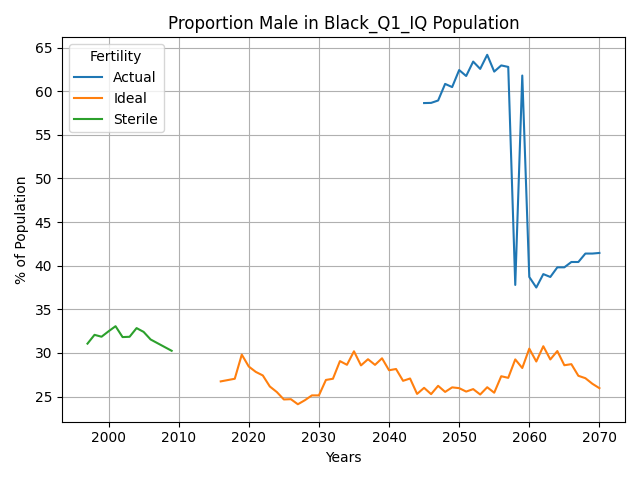 Proportion Male in Black_Q1_IQ Population
Fertility
Actual
Ideal
Sterile
% of Population
65
60
55
50
45
40
35
30
25
2000 2010 2020 2030 2040 2050 2060 2070
Years